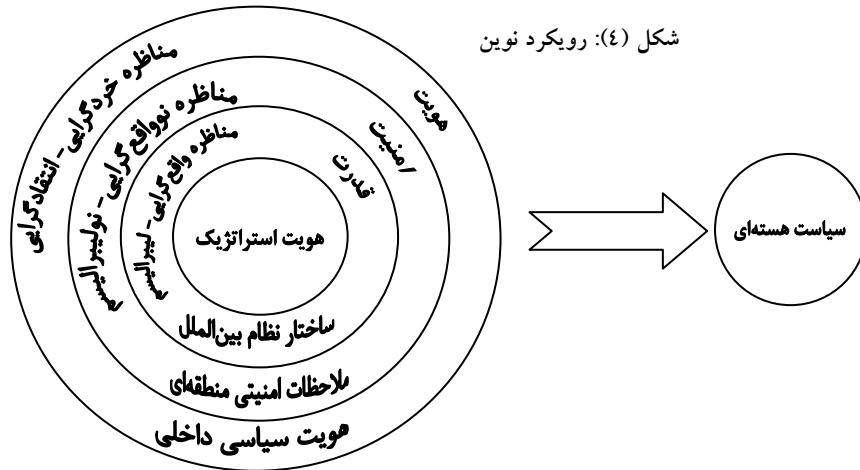 شکل (٤): رویکرد نوین
هویت
مناظره خردگرایی - انتقادگرایی
امنیت
مناظره نوواقع‌گرایی - نولیبرالیسم
قدرت
مناظره واقع‌گرایی - لیبرالیسم
هویت استراتژیک
سیاست هسته‌ای
ساختار نظام بین‌الملل
ملاحظات امنیتی منطقه‌ای
هویت سیاسی داخلی